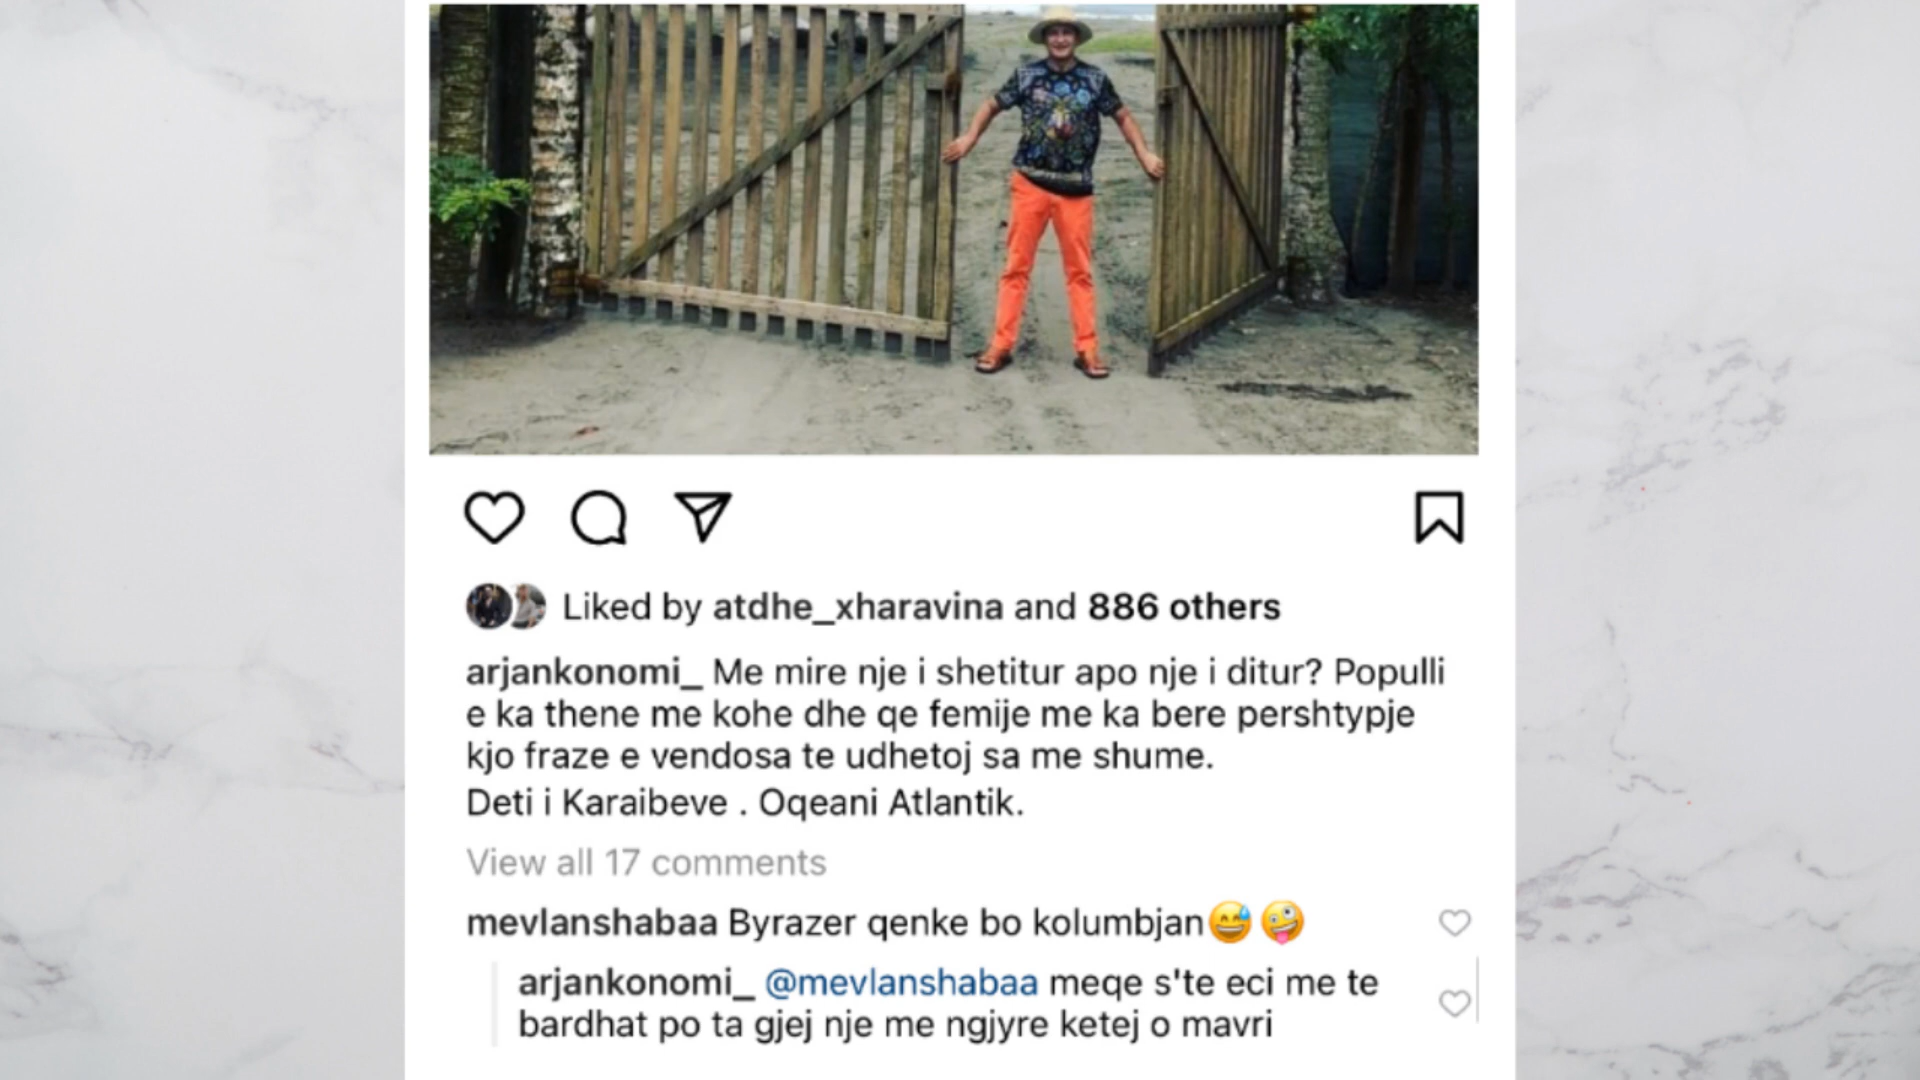 Liked by atdhe_xharavina and 886 others
arjankonomi_ Me mire nje i shetitur apo nje i ditur? Populli
e ka thene me kohe dhe qe femije me ka bere pershtypje
kjo fraze e vendosa te udhetoj sa me shume.
Deti i Karaibeve . Oqeani Atlantik.
View all 17 comments
mevlanshabaa Byrazer qenke bo kolumbjan😅🤪
arjankonomi_ @mevlanshabaa meqe s'te eci me te
bardhat po ta gjej nje me ngjyre ketej o mavri